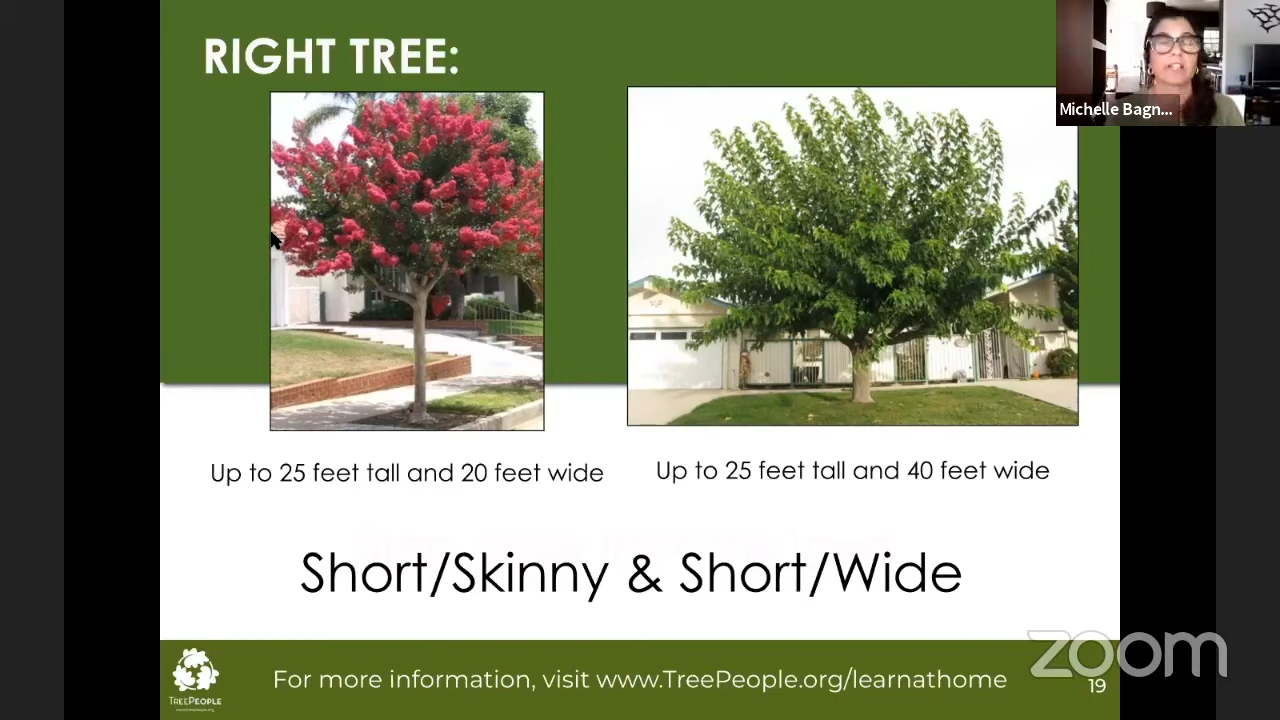 RIGHT TREE:
Michelle Bagn...
Up to 25 feet tall and 20 feet wide
Up to 25 feet tall and 40 feet wide
Short/Skinny & Short/Wide
TREEPEOPLE
For more information, visit www.TreePeople.org/learnathome
19
zoom